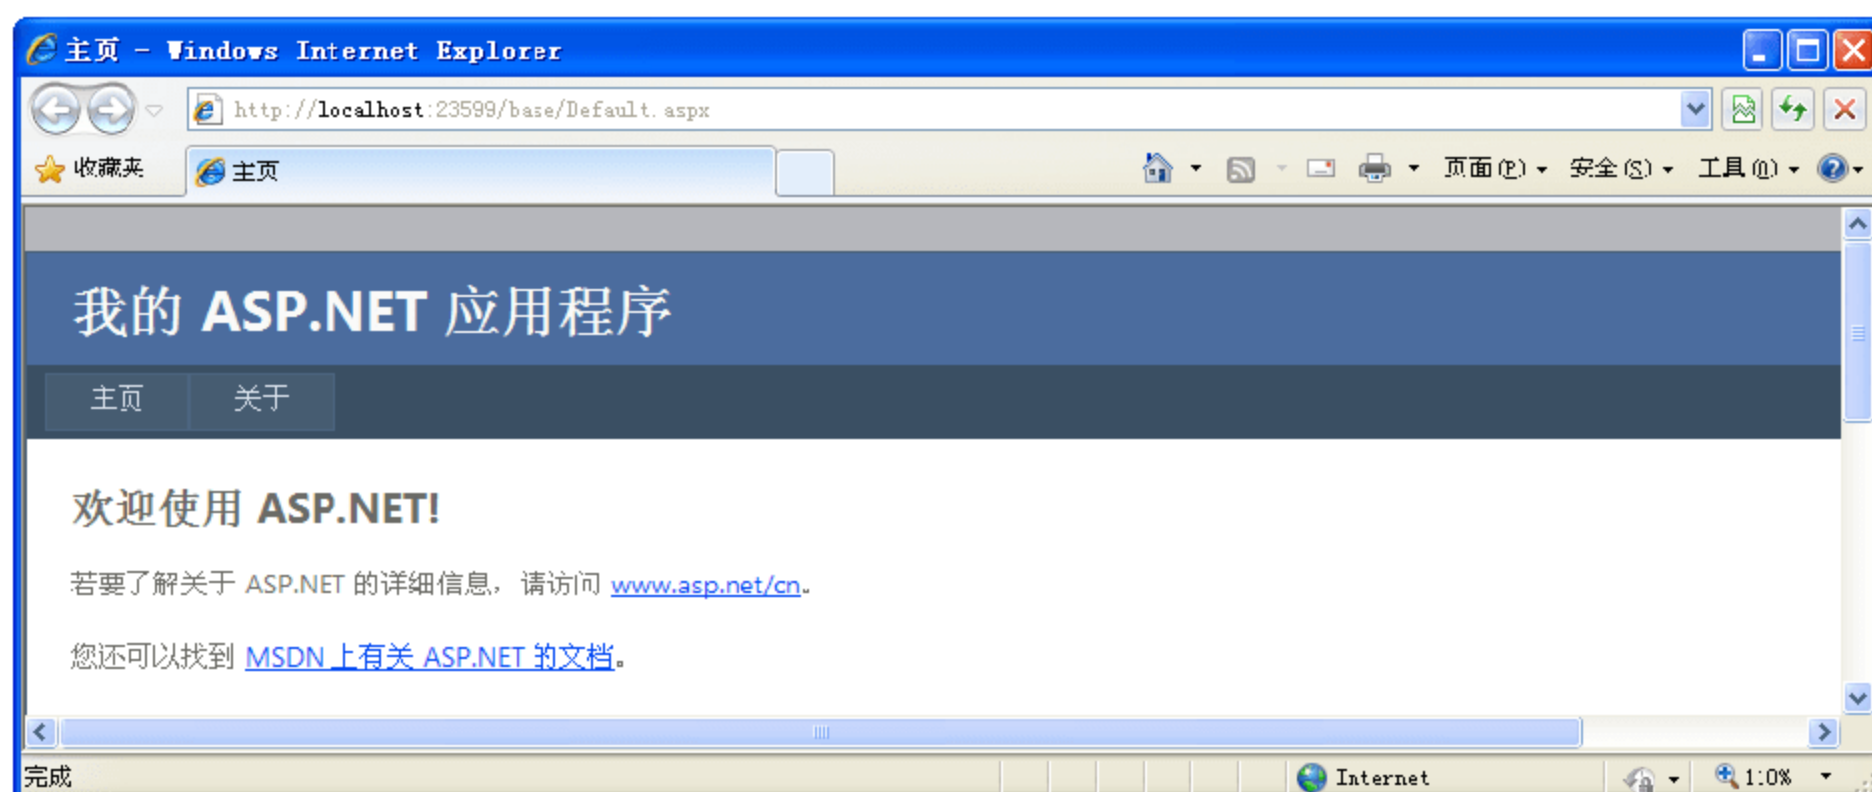 主页 - Windows Internet Explorer
http://localhost:23599/base/Default.aspx
收藏夹 主页 页面(P) 安全(S) 工具(O)
我的 ASP.NET 应用程序
主页 关于
欢迎使用 ASP.NET!
若要了解关于 ASP.NET 的详细信息，请访问 www.asp.net/cn。
您还可以找到 MSDN 上有关 ASP.NET 的文档。
完成 Internet 110%